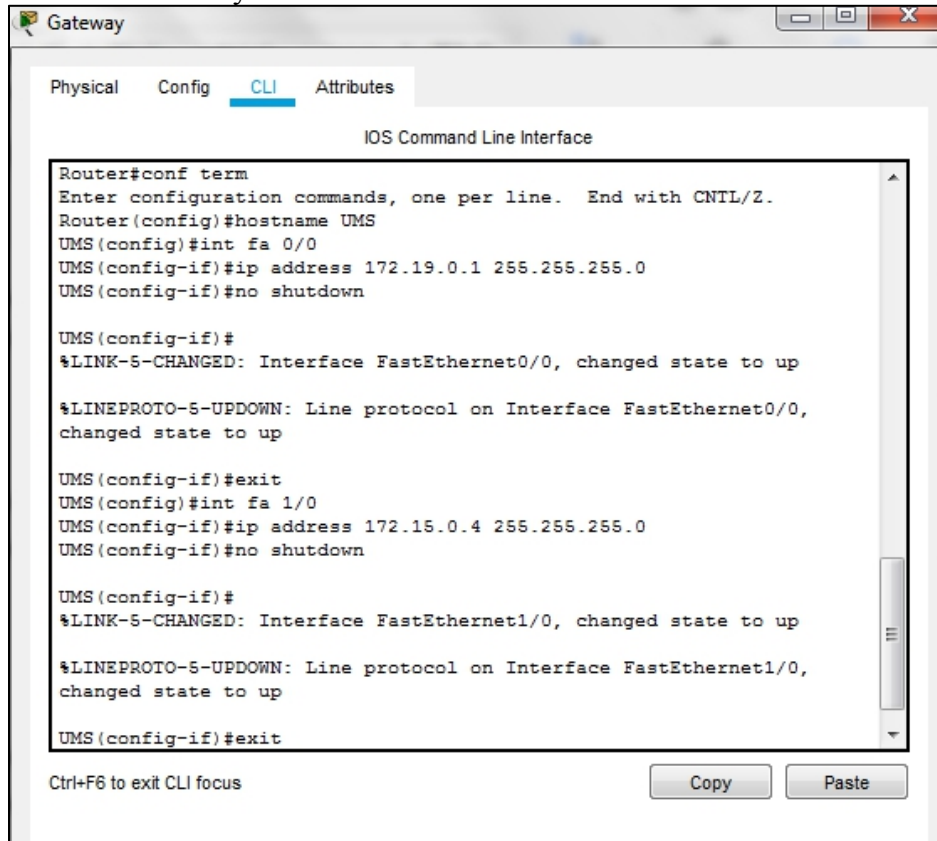 Gateway
Physical Config CLI Attributes
IOS Command Line Interface
Router#conf term
Enter configuration commands, one per line. End with CNTL/Z.
Router(config)#hostname UMS
UMS(config)#int fa 0/0
UMS(config-if)#ip address 172.19.0.1 255.255.255.0
UMS(config-if)#no shutdown
UMS(config-if)#
%LINK-5-CHANGED: Interface FastEthernet0/0, changed state to up
%LINEPROTO-5-UPDOWN: Line protocol on Interface FastEthernet0/0,
changed state to up
UMS(config-if)#exit
UMS(config)#int fa 1/0
UMS(config-if)#ip address 172.15.0.4 255.255.255.0
UMS(config-if)#no shutdown
UMS(config-if)#
%LINK-5-CHANGED: Interface FastEthernet1/0, changed state to up
%LINEPROTO-5-UPDOWN: Line protocol on Interface FastEthernet1/0,
changed state to up
UMS(config-if)#exit
Ctrl+F6 to exit CLI focus
Copy Paste